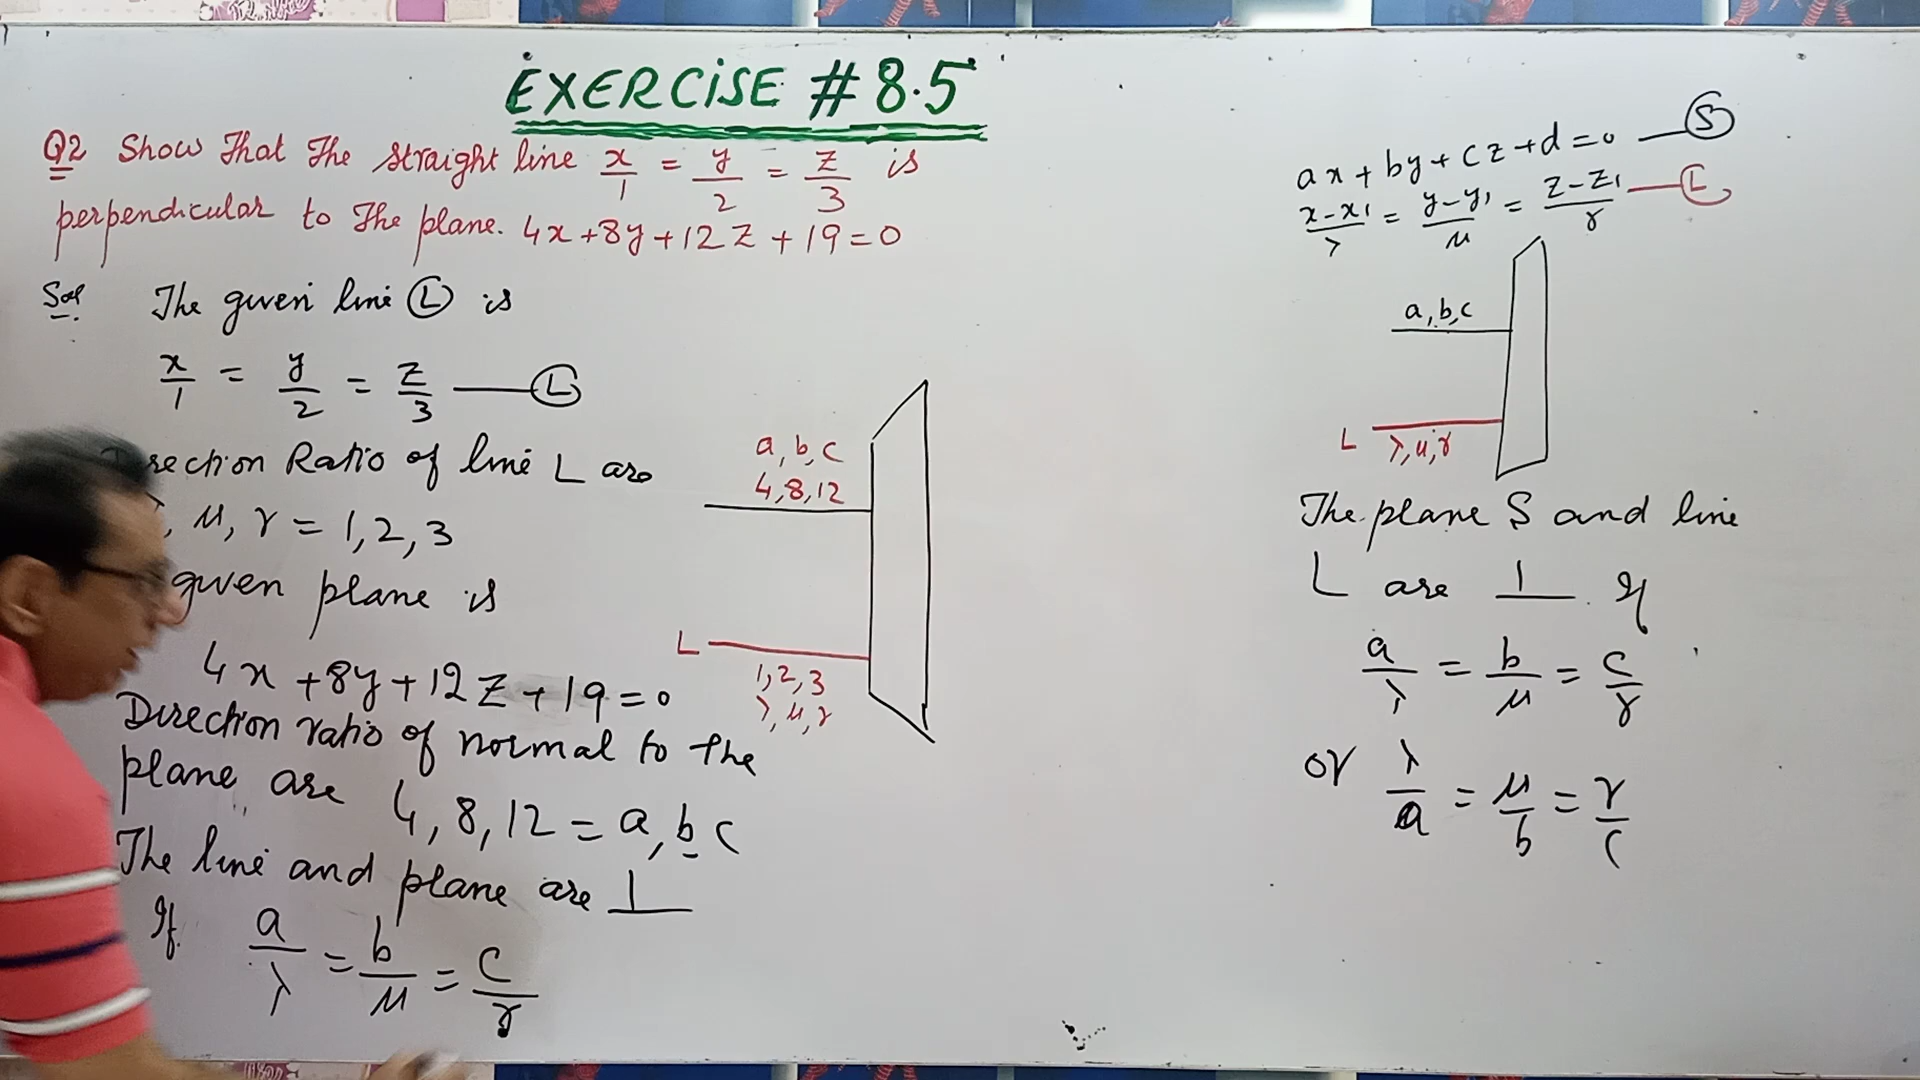 EXERCISE # 8.5
Q2 Show That The straight line x/1 = y/2 = z/3 is
perpendicular to The plane. 4x+8y+12z+19=0
Sol The given line (L) is
x/1 = y/2 = z/3 —— (L)
rection Ratio of line L are
, μ, γ = 1,2,3
given plane is
4x+8y+12z+19=0
Direction ratio of normal to the
plane are 4,8,12 = a,b c
The line and plane are ⊥
If a/λ = b/μ = c/γ
a,b,c
4,8,12
L
1,2,3
λ,μ,γ
ax+by+cz+d=0 —— (S)
x-x1/λ = y-y1/μ = z-z1/γ —— (L)
a,b,c
L λ,μ,γ
The plane S and line
L are ⊥ if
a/λ = b/μ = c/γ
or λ/a = μ/b = γ/c